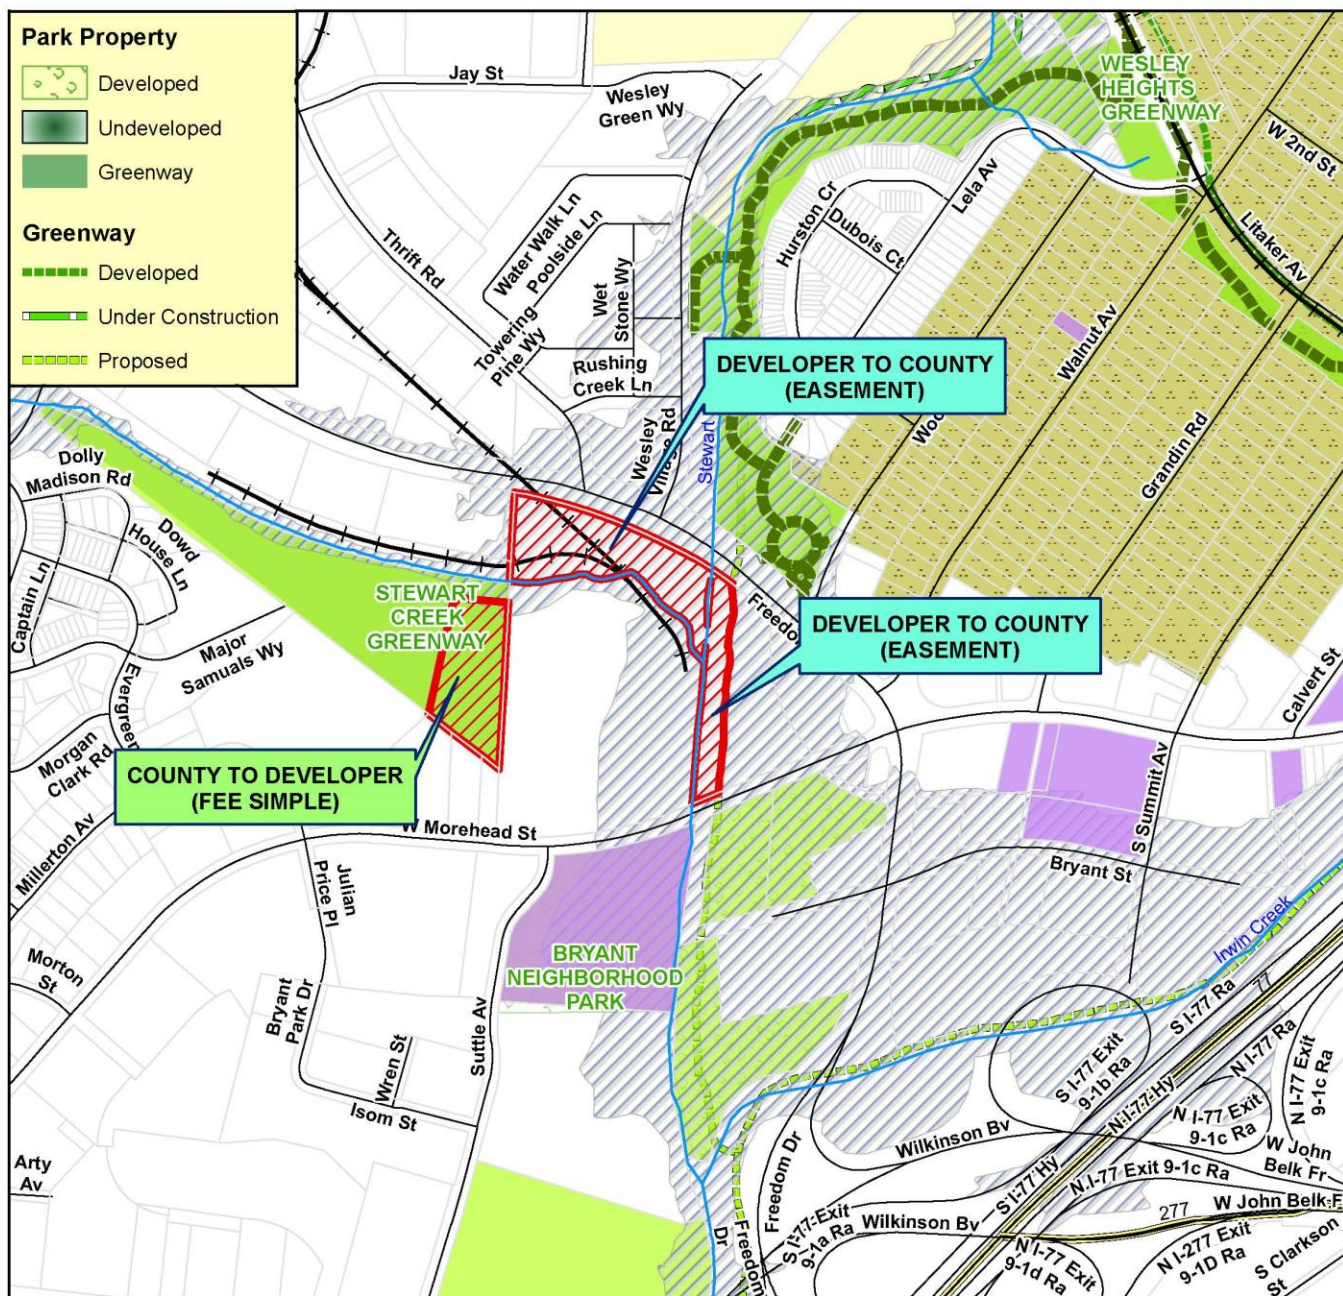 Park Property
Developed
Undeveloped
Greenway
Greenway
Developed
Under Construction
Proposed
Jay St
Wesley
Green Wy
WESLEY
HEIGHTS
GREENWAY
W 2nd St
Litaker Av
Lela Av
Hurston Cr
Dubois Ct
Thrift Rd
Water Walk Ln
Poolside Ln
Towering
Pine Wy
Wet
Stone Wy
Rushing
Creek Ln
Wesley
Village Rd
Stewart
Walnut Av
Grandin Rd
Woo
DEVELOPER TO COUNTY
(EASEMENT)
Dolly
Madison Rd
Dowd
House Ln
Captain Ln
Major
Samuals Wy
Evergreen
Morgan
Clark Rd
Millerton Av
STEWART
CREEK
GREENWAY
Freedo
DEVELOPER TO COUNTY
(EASEMENT)
COUNTY TO DEVELOPER
(FEE SIMPLE)
Calvert St
S Summit Av
W Morehead St
Bryant St
Irwin Creek
Julian
Price Pl
Morton
St
Bryant
Park Dr
Wren St
Isom St
Suttle Av
Arty
Av
BRYANT
NEIGHBORHOOD
PARK
77
S I-77 Ra
N I-77 Ra
S I-77 Exit
9-1b Ra
N I-77 Hy
N I-77 Exit
9-1c Ra
N I-77 Exit
9-1c Ra
W John
Belk Fr
Wilkinson Bv
S I-77 Hy
N I-77 Exit 9-1c Ra
W John Belk F
277
Freedom Dr
S I-77 Exit
9-1a Ra
Wilkinson Bv
Freedom
Dr
N I-77 Exit
9-1d Ra
N I-277 Exit
9-1D Ra
S Clarkson
St